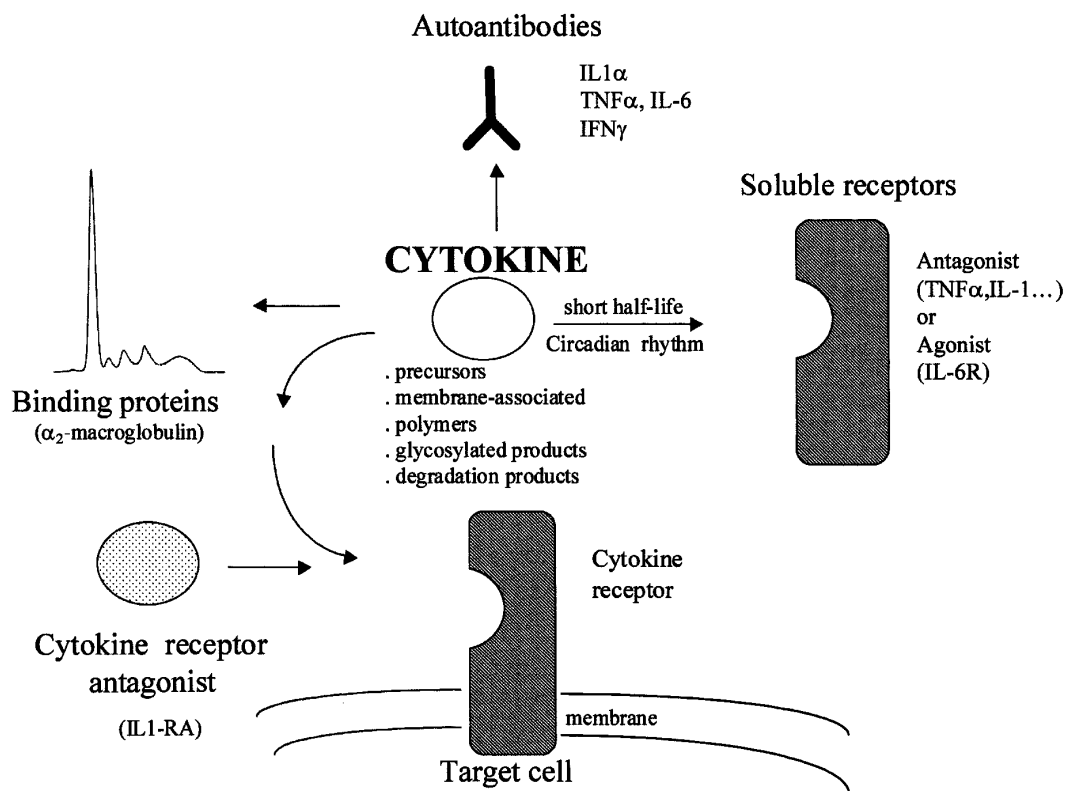 Autoantibodies
IL1α
TNFα, IL-6
IFNγ
Soluble receptors
Antagonist
(TNFα,IL-1...)
or
Agonist
(IL-6R)
CYTOKINE
short half-life
Circadian rhythm
. precursors
. membrane-associated
. polymers
. glycosylated products
. degradation products
Binding proteins
(α₂-macroglobulin)
Cytokine receptor
antagonist
(IL1-RA)
Cytokine
receptor
membrane
Target cell